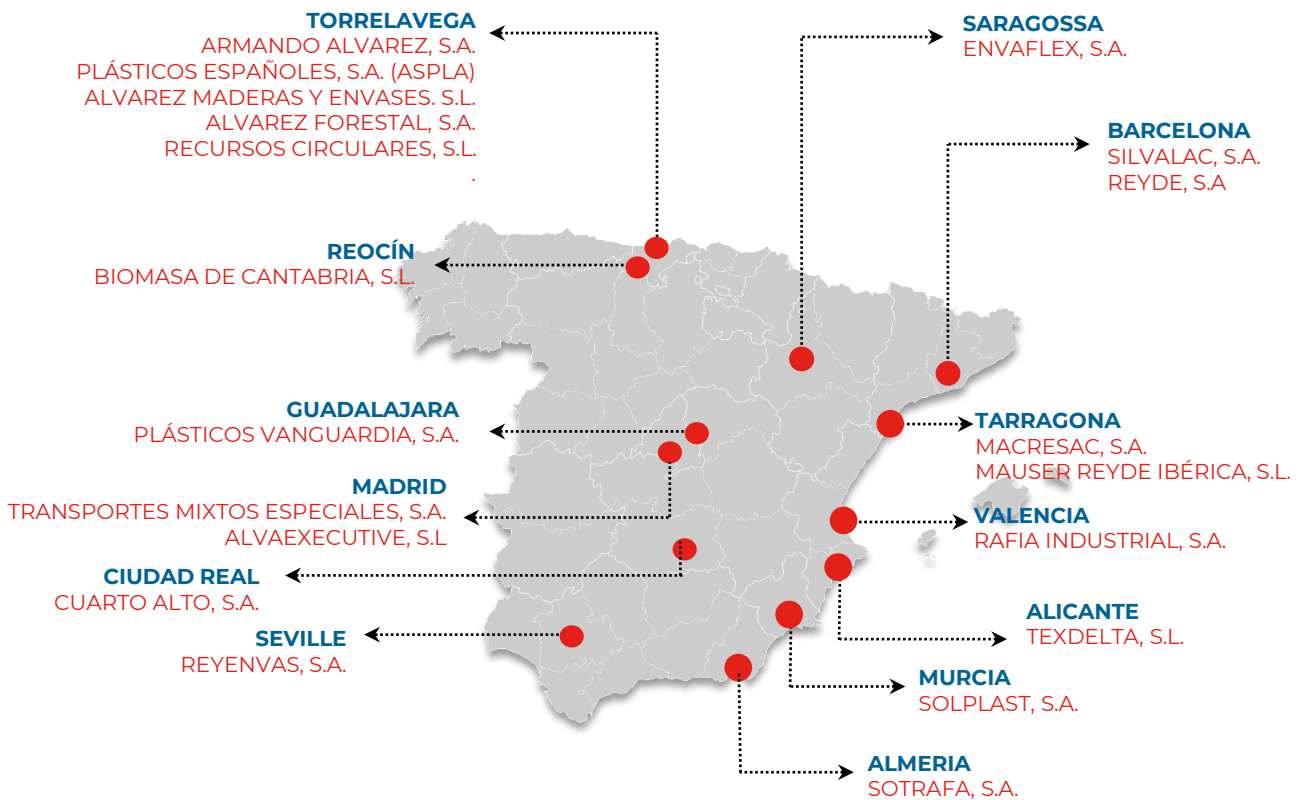 TORRELAVEGA
ARMANDO ALVAREZ, S.A.
PLÁSTICOS ESPAÑOLES, S.A. (ASPLA)
ALVAREZ MADERAS Y ENVASES. S.L.
ALVAREZ FORESTAL, S.A.
RECURSOS CIRCULARES, S.L.
.
SARAGOSSA
ENVAFLEX, S.A.
BARCELONA
SILVALAC, S.A.
REYDE, S.A
REOCÍN
BIOMASA DE CANTABRIA, S.L.
GUADALAJARA
PLÁSTICOS VANGUARDIA, S.A.
TARRAGONA
MACRESAC, S.A.
MAUSER REYDE IBÉRICA, S.L.
MADRID
TRANSPORTES MIXTOS ESPECIALES, S.A.
ALVAEXECUTIVE, S.L
VALENCIA
RAFIA INDUSTRIAL, S.A.
CIUDAD REAL
CUARTO ALTO, S.A.
ALICANTE
TEXDELTA, S.L.
SEVILLE
REYENVAS, S.A.
MURCIA
SOLPLAST, S.A.
ALMERIA
SOTRAFA, S.A.